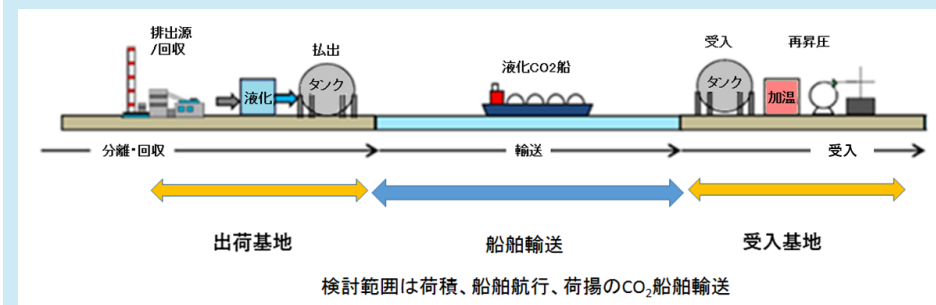 排出源
/回収
払出
液化
タンク
液化CO2船
受入
再昇圧
タンク
加温
分離・回収
輸送
受入
出荷基地
船舶輸送
受入基地
検討範囲は荷積、船舶航行、荷揚のCO₂船舶輸送